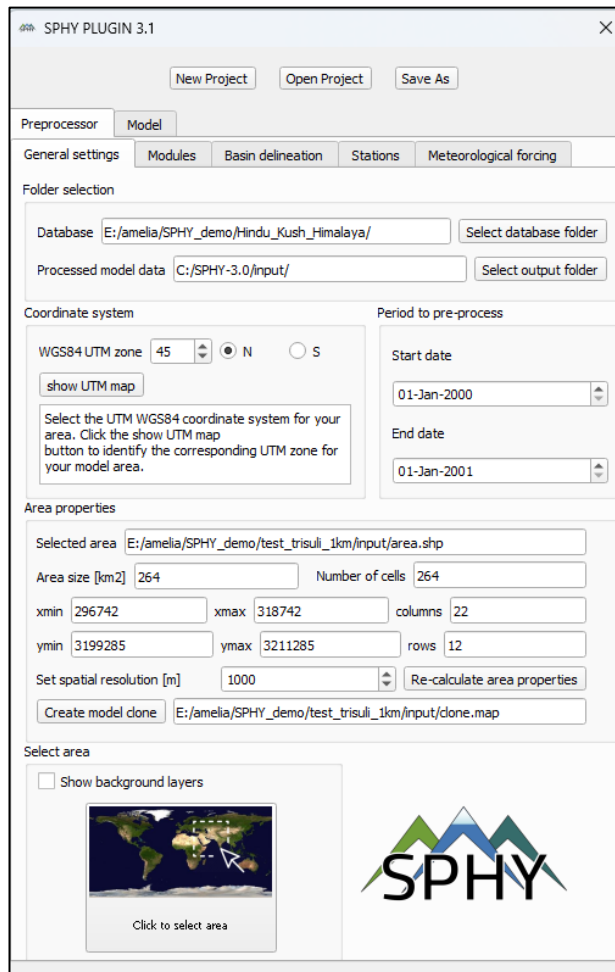 SPHY PLUGIN 3.1
New Project Open Project Save As
Preprocessor Model
General settings Modules Basin delineation Stations Meteorological forcing
Folder selection
Database E:/amelia/SPHY_demo/Hindu_Kush_Himalaya/ Select database folder
Processed model data C:/SPHY-3.0/input/ Select output folder
Coordinate system Period to pre-process
WGS84 UTM zone 45 N S
Start date
show UTM map
01-Jan-2000
Select the UTM WGS84 coordinate system for your
area. Click the show UTM map
button to identify the corresponding UTM zone for
your model area.
End date
01-Jan-2001
Area properties
Selected area E:/amelia/SPHY_demo/test_trisuli_1km/input/area.shp
Area size [km2] 264 Number of cells 264
xmin 296742 xmax 318742 columns 22
ymin 3199285 ymax 3211285 rows 12
Set spatial resolution [m] 1000 Re-calculate area properties
Create model clone E:/amelia/SPHY_demo/test_trisuli_1km/input/clone.map
Select area
Show background layers
Click to select area
SPHY